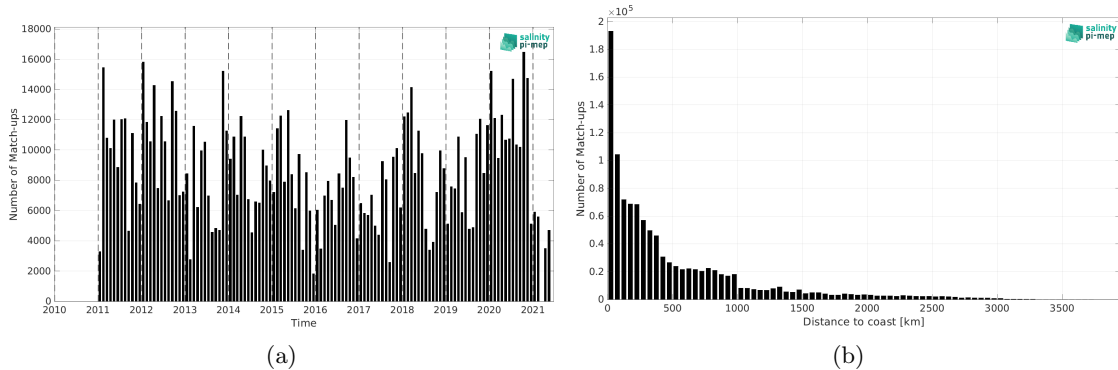 18000
16000
14000
12000
10000
8000
6000
4000
2000
0
Number of Match-ups
2010 2011 2012 2013 2014 2015 2016 2017 2018 2019 2020 2021
Time
salinity
pi-mep
(a)
×10⁵
2
1.8
1.6
1.4
1.2
1
0.8
0.6
0.4
0.2
0
Number of Match-ups
0 500 1000 1500 2000 2500 3000 3500
Distance to coast [km]
salinity
pi-mep
(b)